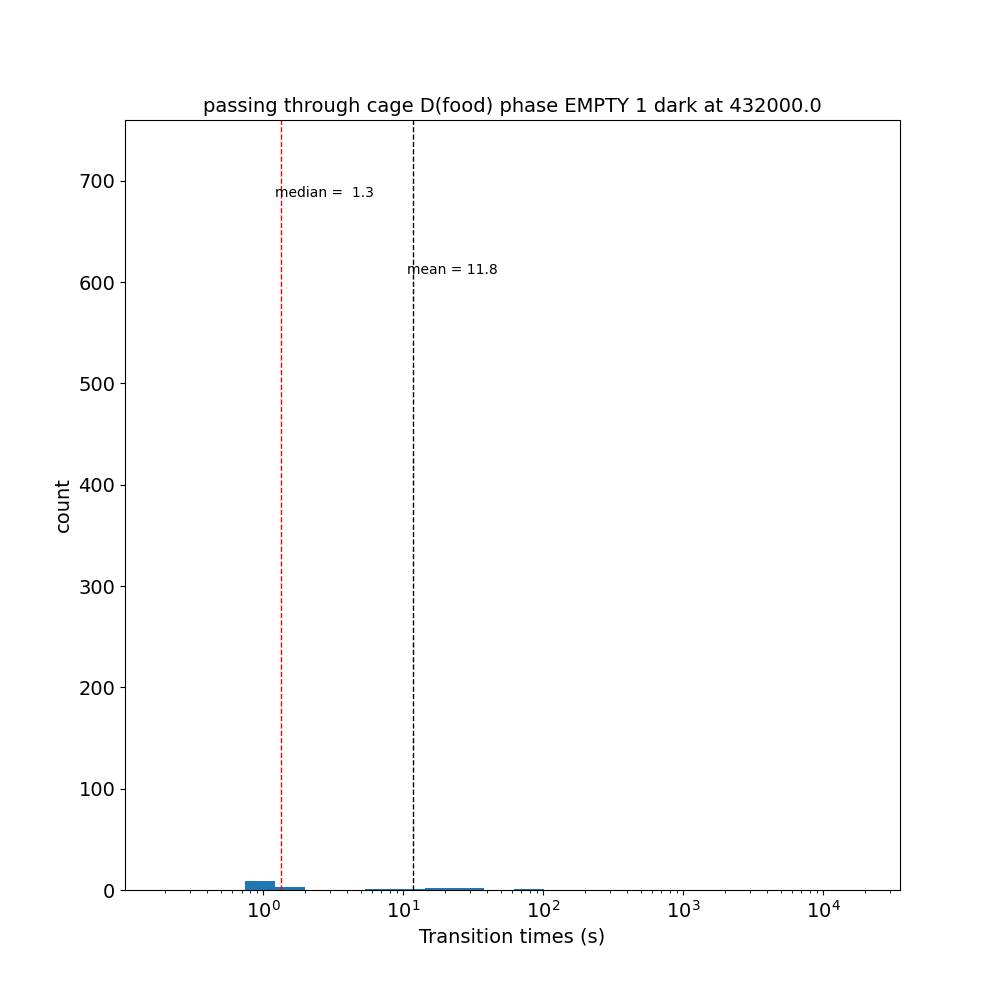 passing through cage D(food) phase EMPTY 1 dark at 432000.0
median =  1.3
mean = 11.8
count
700
600
500
400
300
200
100
0
10^0
10^1
10^2
10^3
10^4
Transition times (s)